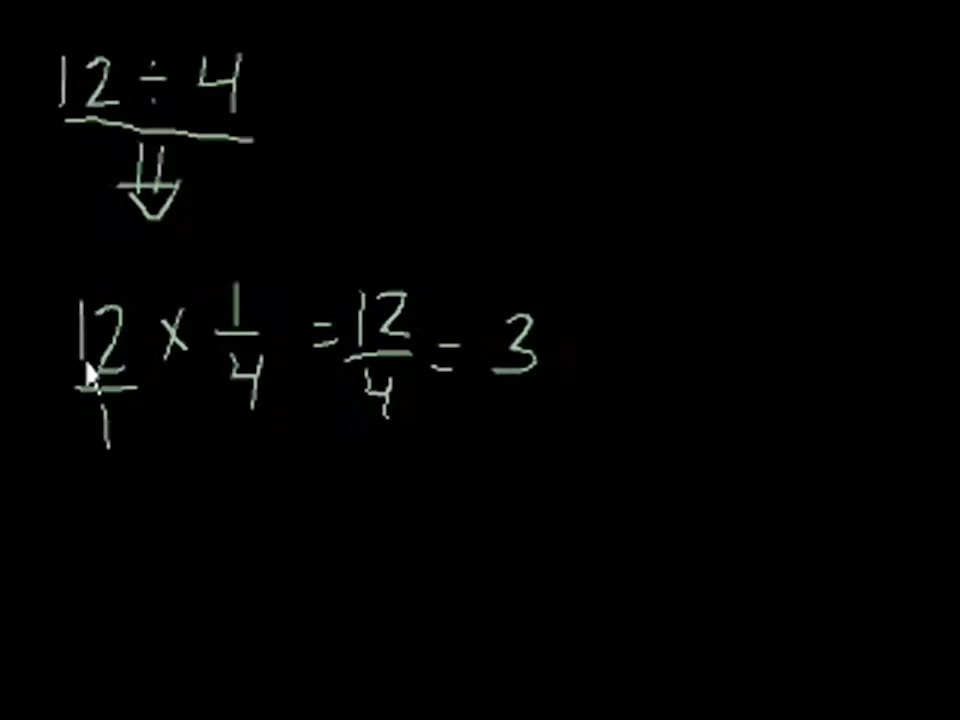 12 ÷ 4
12/1 x 1/4 = 12/4 = 3